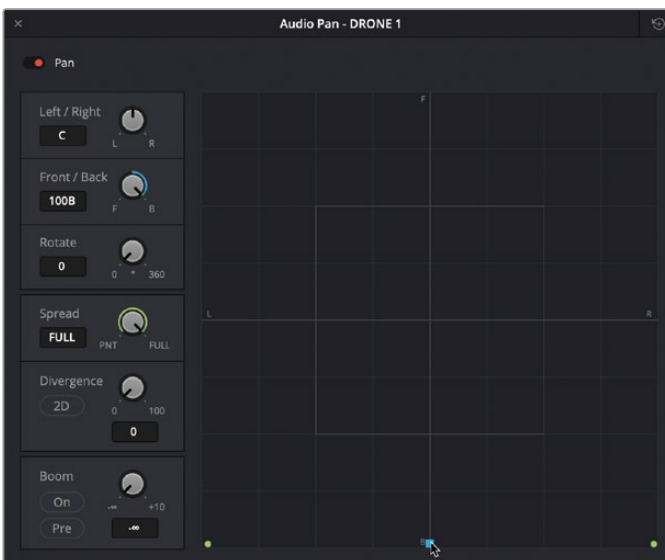 Audio Pan - DRONE 1
Pan
Left / Right
C
L R
Front / Back
100B
F B
Rotate
0
0 ° 360
Spread
FULL
PNT FULL
Divergence
2D
0 100
0
Boom
On
-∞ +10
Pre
-∞
F
L R
B